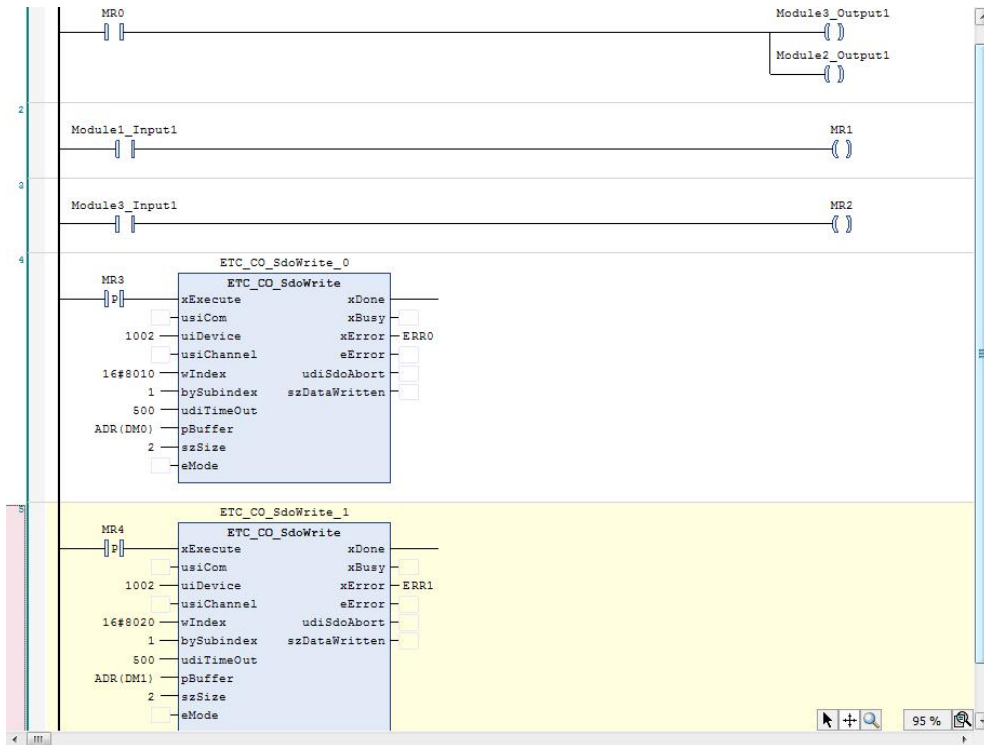 MR0 Module3_Output1
Module2_Output1
2
Module1_Input1 MR1
3
Module3_Input1 MR2
4
ETC_CO_SdoWrite_0
MR3 ETC_CO_SdoWrite
P xExecute xDone
usiCom xBusy
1002 uiDevice xError ERR0
usiChannel eError
16#8010 wIndex udiSdoAbort
1 bySubindex szDataWritten
500 udiTimeOut
ADR(DM0) pBuffer
2 szSize
eMode
5
ETC_CO_SdoWrite_1
MR4 ETC_CO_SdoWrite
P xExecute xDone
usiCom xBusy
1002 uiDevice xError ERR1
usiChannel eError
16#8020 wIndex udiSdoAbort
1 bySubindex szDataWritten
500 udiTimeOut
ADR(DM1) pBuffer
2 szSize
eMode
95 %